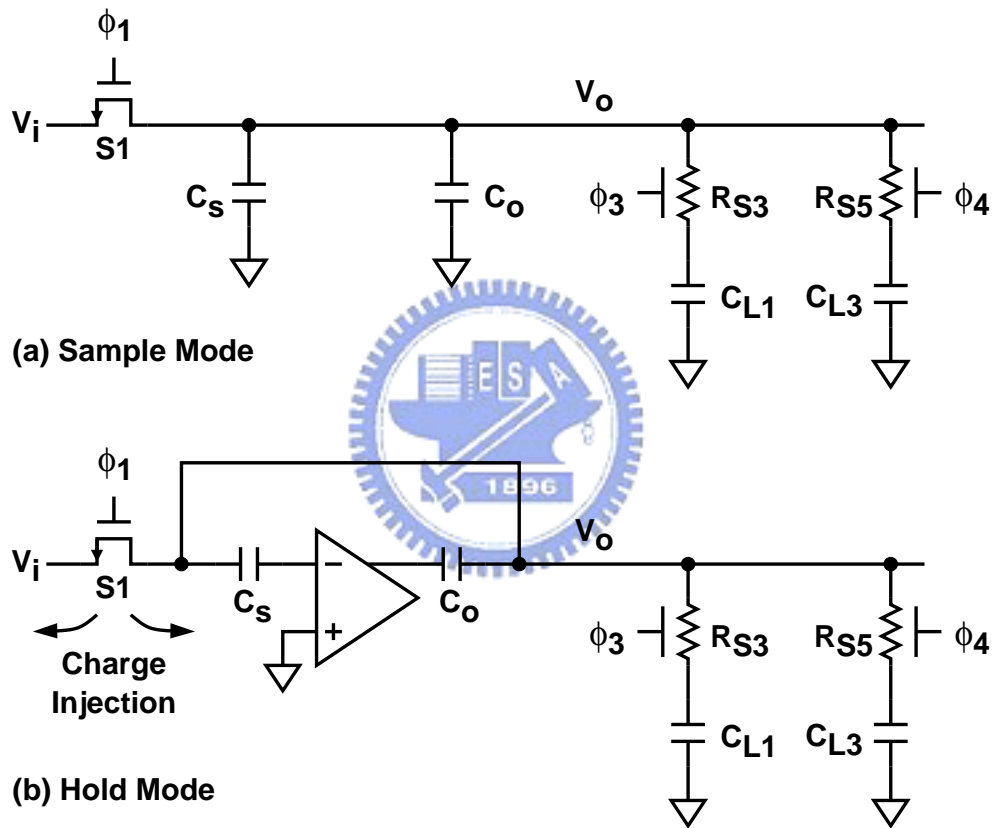 ϕ1
Vi
S1
Vo
Cs
Co
ϕ3
RS3
RS5
ϕ4
CL1
CL3
(a) Sample Mode
E S A
1896
ϕ1
Vi
S1
Cs
−
+
Co
Vo
ϕ3
RS3
RS5
ϕ4
Charge
Injection
CL1
CL3
(b) Hold Mode